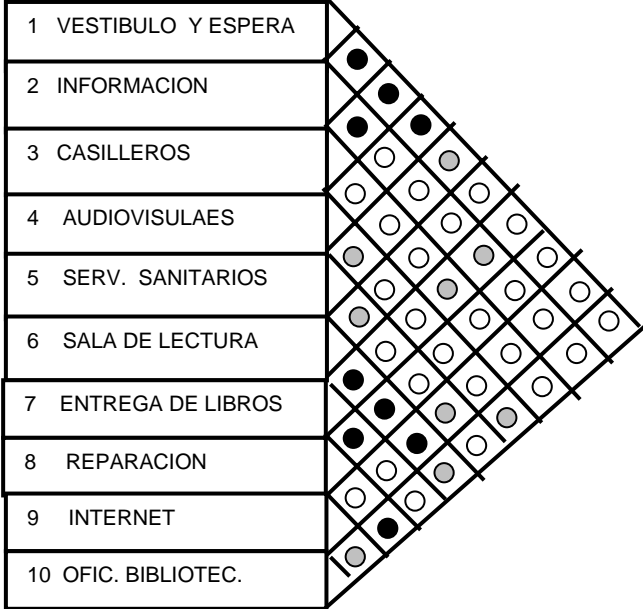 1 VESTIBULO Y ESPERA
2 INFORMACION
3 CASILLEROS
4 AUDIOVISULAES
5 SERV. SANITARIOS
6 SALA DE LECTURA
7 ENTREGA DE LIBROS
8 REPARACION
9 INTERNET
10 OFIC. BIBLIOTEC.